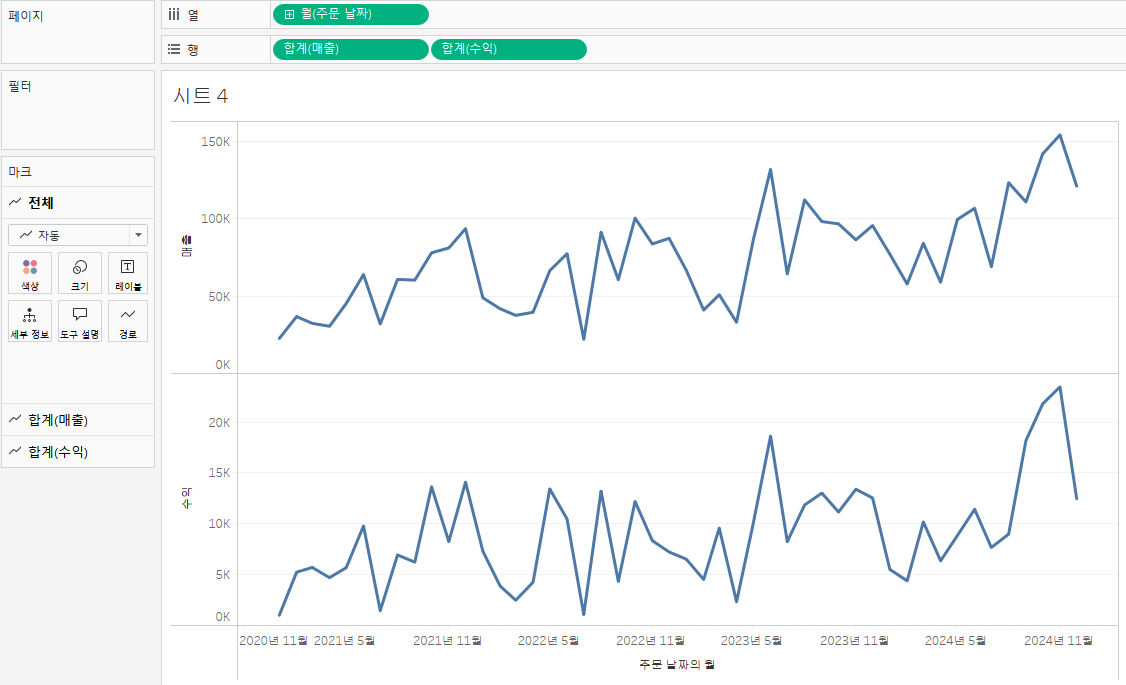 페이지
열
월(주문 날짜)
행
합계(매출)
합계(수익)
필터
마크
전체
자동
색상
크기
레이블
세부 정보
도구 설명
경로
합계(매출)
합계(수익)
시트 4
150K
100K
50K
0K
매출
20K
15K
10K
5K
0K
수익
2020년 11월 2021년 5월 2021년 11월 2022년 5월 2022년 11월 2023년 5월 2023년 11월 2024년 5월 2024년 11월
주문 날짜의 월